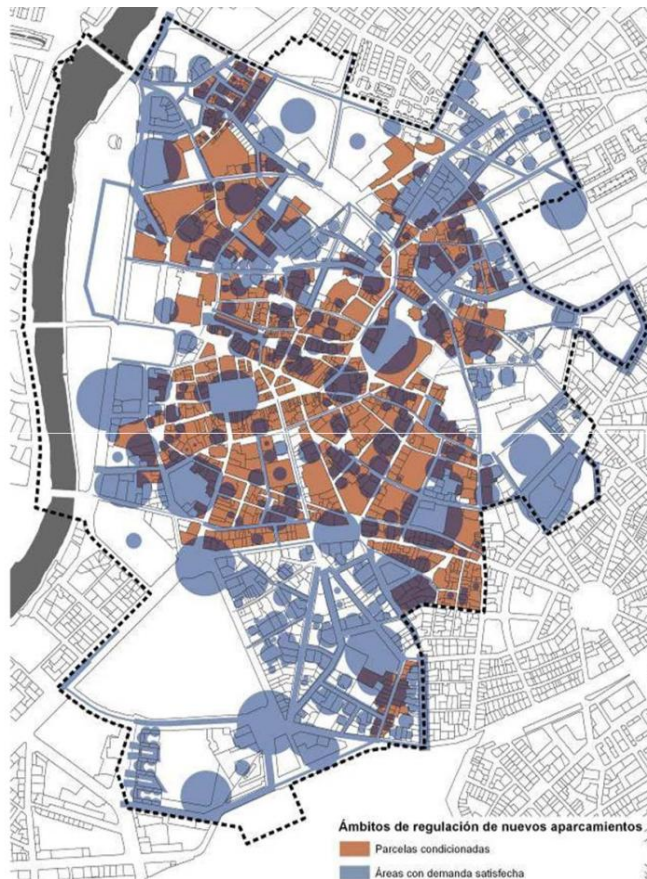 Ámbitos de regulación de nuevos aparcamientos
Parcelas condicionadas
Áreas con demanda satisfecha